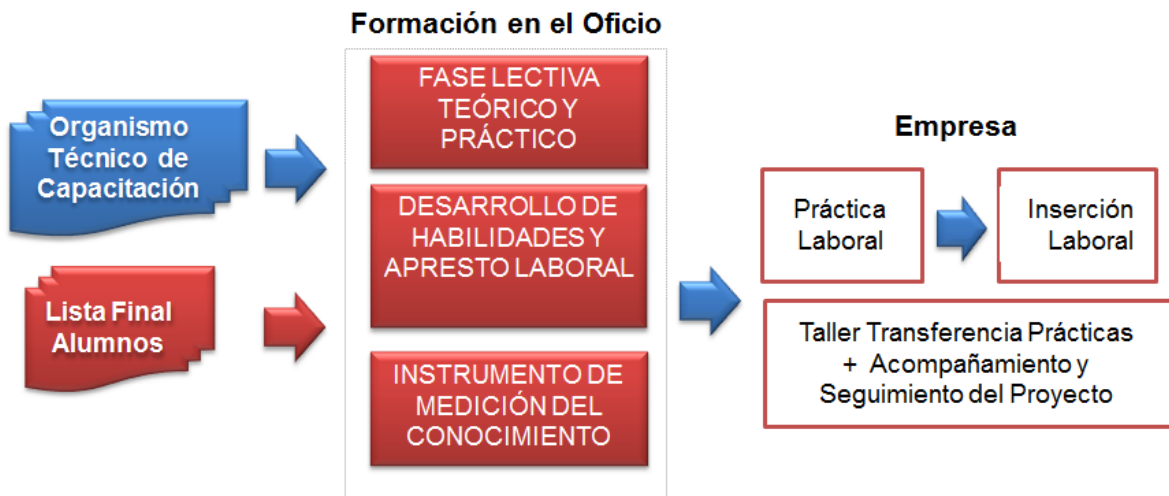 Formación en el Oficio
Organismo
Técnico de
Capacitación
Lista Final
Alumnos
FASE LECTIVA
TEÓRICO Y
PRÁCTICO
DESARROLLO DE
HABILIDADES Y
APRESTO LABORAL
INSTRUMENTO DE
MEDICIÓN DEL
CONOCIMIENTO
Empresa
Práctica
Laboral
Inserción
Laboral
Taller Transferencia Prácticas
+ Acompañamiento y
Seguimiento del Proyecto